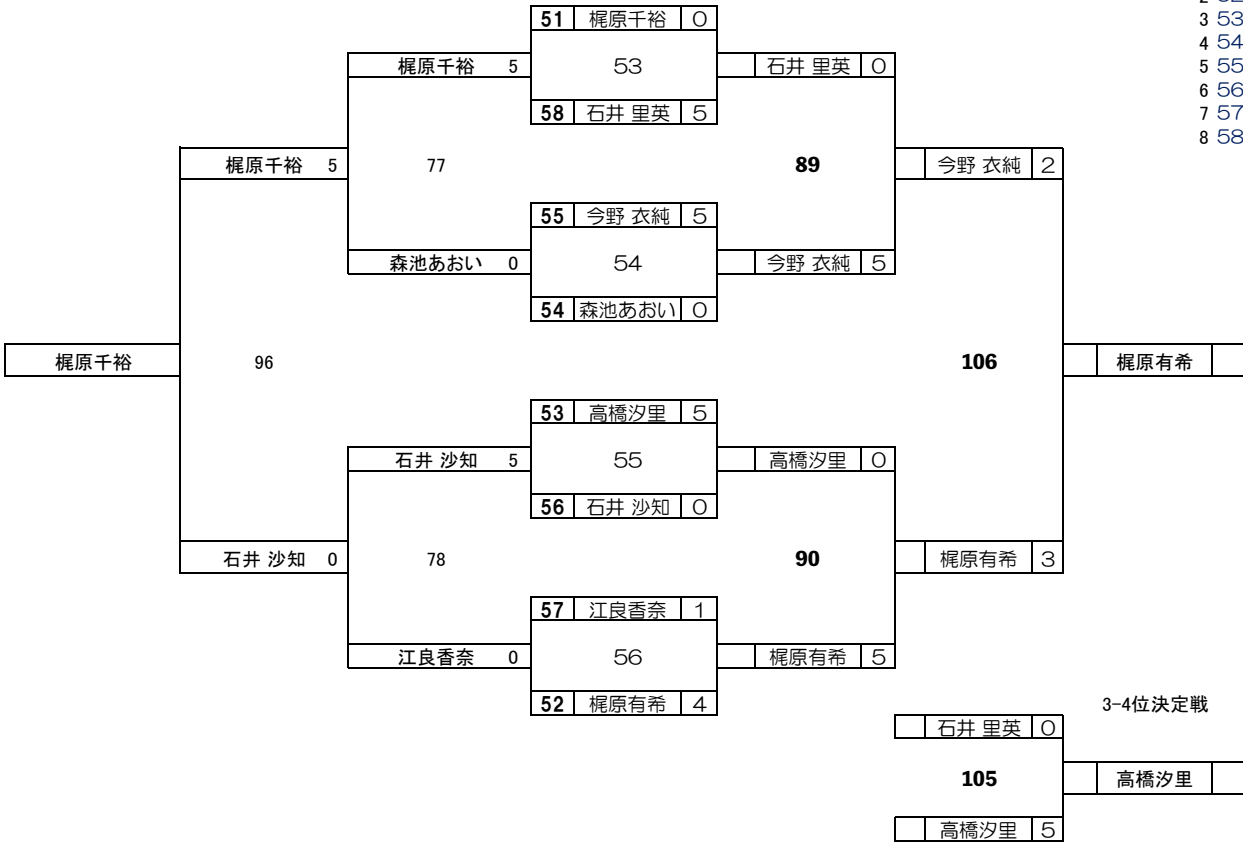 51 梶原千裕 0
2 52
3 53
梶原千裕 5 53 石井 里英 0
4 54
5 55
6 56
58 石井 里英 5
7 57
8 58
梶原千裕 5 77 89 今野 衣純 2
55 今野 衣純 5
森池あおい 0 54 今野 衣純 5
54 森池あおい 0
梶原千裕 96 106 梶原有希
53 高橋汐里 5
石井 沙知 5 55 高橋汐里 0
56 石井 沙知 0
石井 沙知 0 78 90 梶原有希 3
57 江良香奈 1
江良香奈 0 56 梶原有希 5
52 梶原有希 4
3-4位決定戦
石井 里英 0
105 高橋汐里
高橋汐里 5